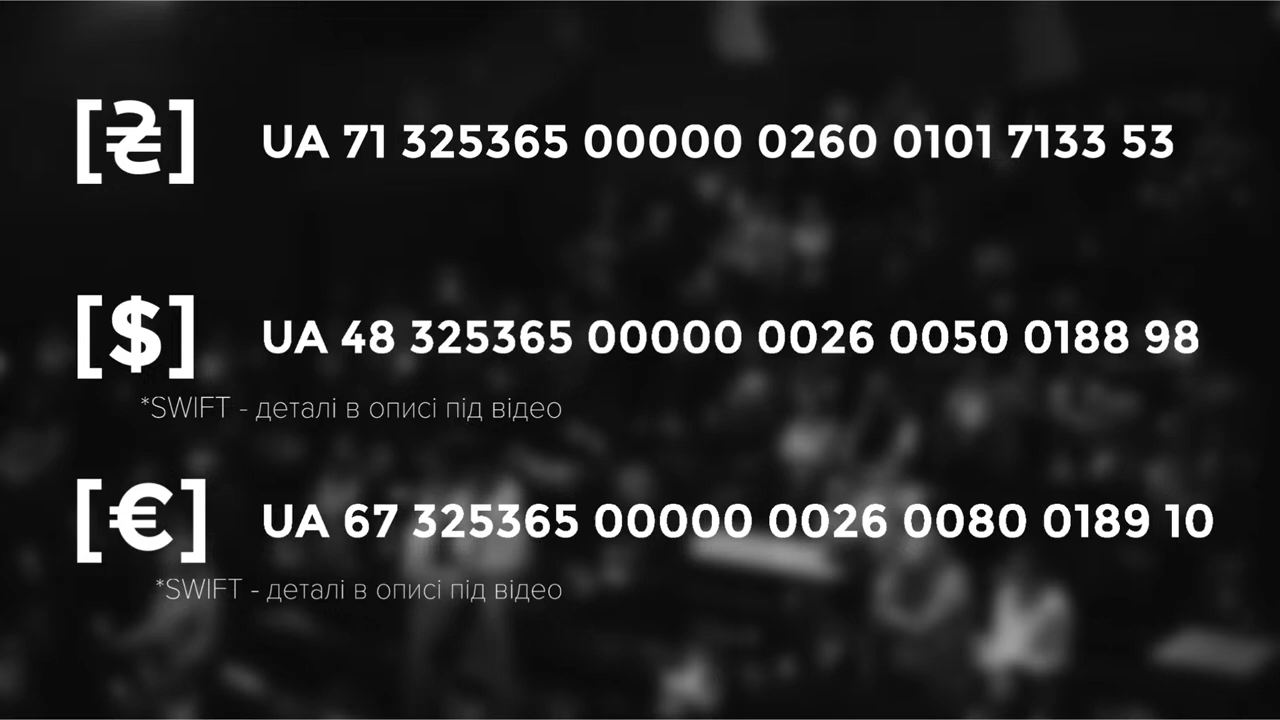 [₴] UA 71 325365 00000 0260 0101 7133 53
[$] UA 48 325365 00000 0026 0050 0188 98
*SWIFT - деталі в описі під відео
[€] UA 67 325365 00000 0026 0080 0189 10
*SWIFT - деталі в описі під відео